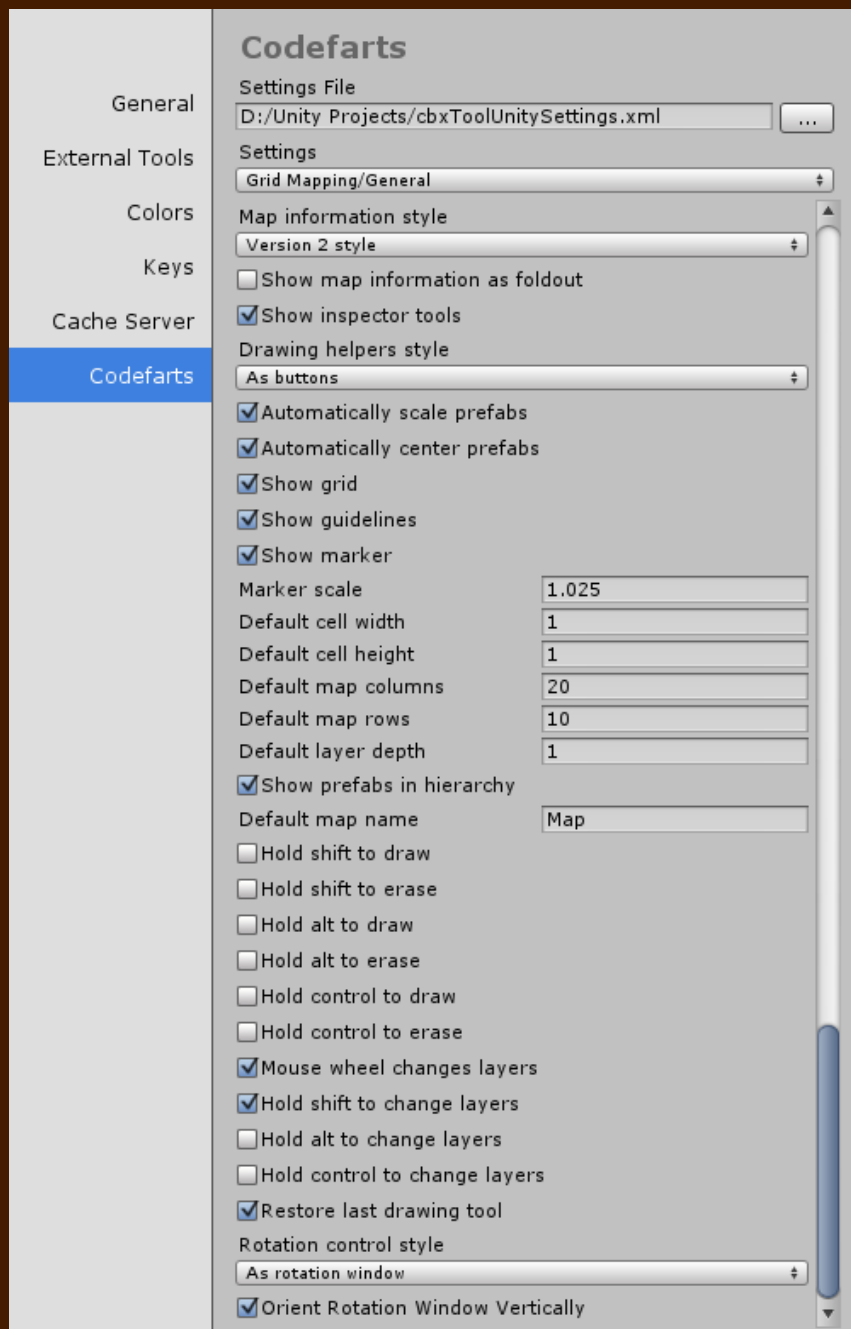 General
External Tools
Colors
Keys
Cache Server
Codefarts
Codefarts
Settings File
D:/Unity Projects/cbxToolUnitySettings.xml ...
Settings
Grid Mapping/General
Map information style
Version 2 style
Show map information as foldout
Show inspector tools
Drawing helpers style
As buttons
Automatically scale prefabs
Automatically center prefabs
Show grid
Show guidelines
Show marker
Marker scale 1.025
Default cell width 1
Default cell height 1
Default map columns 20
Default map rows 10
Default layer depth 1
Show prefabs in hierarchy
Default map name Map
Hold shift to draw
Hold shift to erase
Hold alt to draw
Hold alt to erase
Hold control to draw
Hold control to erase
Mouse wheel changes layers
Hold shift to change layers
Hold alt to change layers
Hold control to change layers
Restore last drawing tool
Rotation control style
As rotation window
Orient Rotation Window Vertically